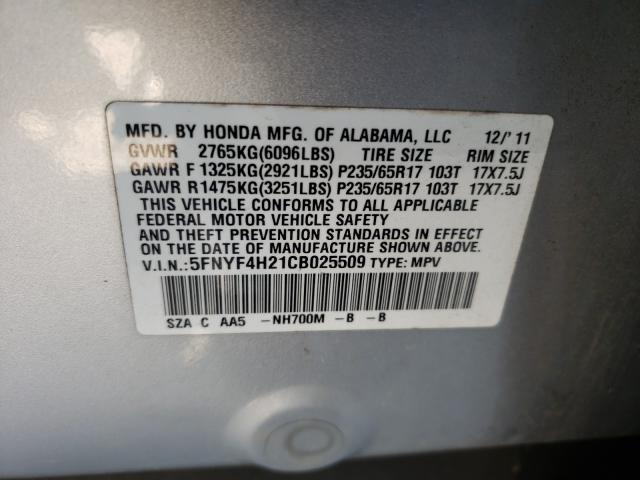 MFD. BY HONDA MFG. OF ALABAMA, LLC 12/'11
GVWR 2765KG(6096LBS) TIRE SIZE RIM SIZE
GAWR F 1325KG(2921LBS) P235/65R17 103T 17X7.5J
GAWR R1475KG(3251LBS) P235/65R17 103T 17X7.5J
THIS VEHICLE CONFORMS TO ALL APPLICABLE
FEDERAL MOTOR VEHICLE SAFETY
AND THEFT PREVENTION STANDARDS IN EFFECT
ON THE DATE OF MANUFACTURE SHOWN ABOVE.
V.I.N.: 5FNYF4H21CB025509 TYPE: MPV
SZA C AA5 -NH700M -B -B